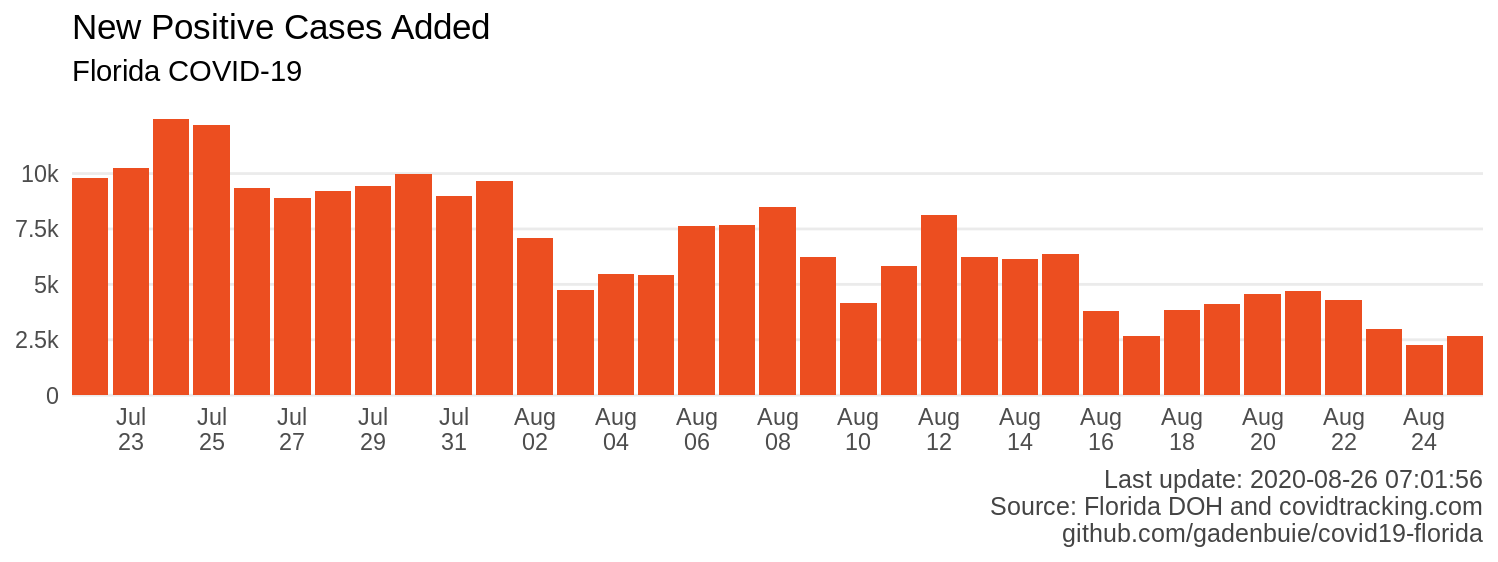 New Positive Cases Added
Florida COVID-19
10k
7.5k
5k
2.5k
0
Jul Jul Jul Jul Jul Aug Aug Aug Aug Aug Aug Aug Aug Aug Aug Aug Aug
23 25 27 29 31 02 04 06 08 10 12 14 16 18 20 22 24
Last update: 2020-08-26 07:01:56
Source: Florida DOH and covidtracking.com
github.com/gadenbuie/covid19-florida